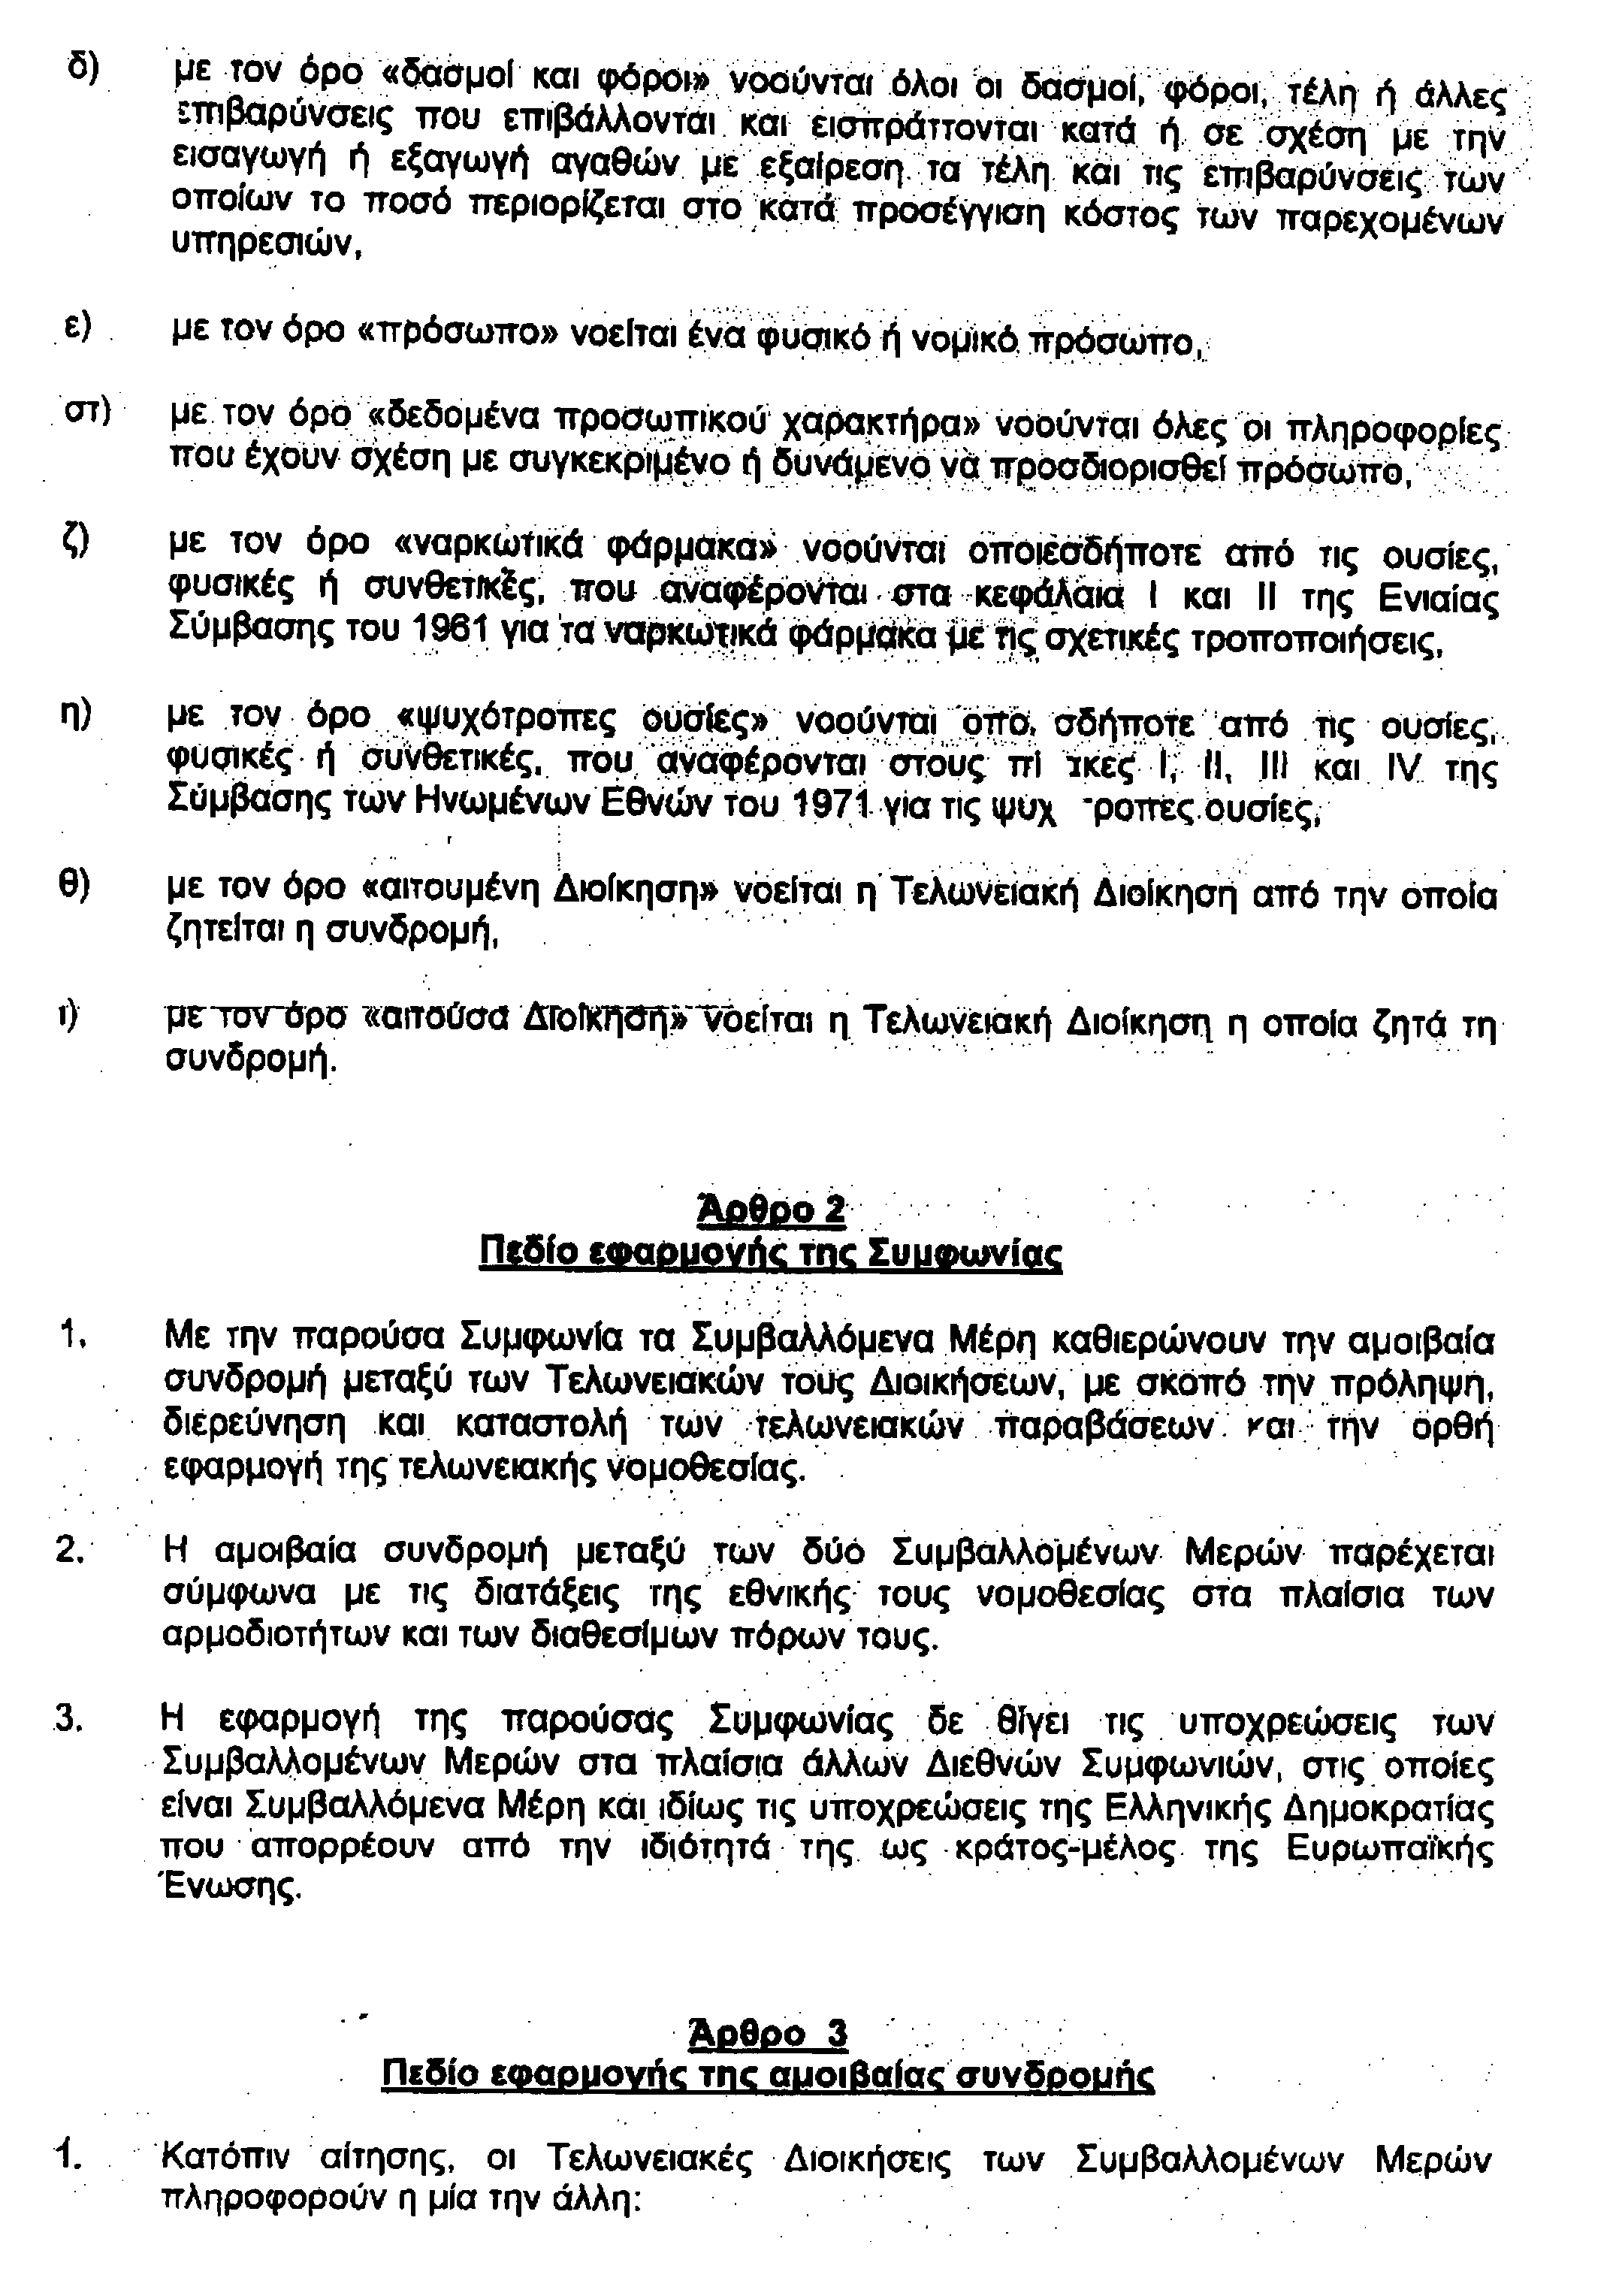 δ) με τον όρο «δασμοί και φόροι» νοούνται όλοι οι δασμοί, φόροι, τέλη ή άλλες
επιβαρύνσεις που επιβάλλονται και εισπράττονται κατά ή σε σχέση με την
εισαγωγή ή εξαγωγή αγαθών με εξαίρεση τα τέλη και τις επιβαρύνσεις των
οποίων το ποσό περιορίζεται στο κατά προσέγγιση κόστος των παρεχομένων
υπηρεσιών,
ε) με τον όρο «πρόσωπο» νοείται ένα φυσικό ή νομικό πρόσωπο,
στ) με τον όρο «δεδομένα προσωπικού χαρακτήρα» νοούνται όλες οι πληροφορίες
που έχουν σχέση με συγκεκριμένο ή δυνάμενο να προσδιορισθεί πρόσωπο,
ζ) με τον όρο «ναρκωτικά φάρμακα» νοούνται οποιεσδήποτε από τις ουσίες,
φυσικές ή συνθετικές, που αναφέρονται στα κεφάλαια I και II της Ενιαίας
Σύμβασης του 1961 για τα ναρκωτικά φάρμακα με τις σχετικές τροποποιήσεις,
η) με τον όρο «ψυχότροπες ουσίες» νοούνται από τις ουσίες,
φυσικές ή συνθετικές, που αναφέρονται στους I, II, III και IV της
Σύμβασης των Ηνωμένων Εθνών του 1971 για τις ουσίες,
θ) με τον όρο «αιτουμένη Διοίκηση» νοείται η Τελωνειακή Διοίκηση από την οποία
ζητείται η συνδρομή,
ι) με τον όρο «αιτούσα Διοίκηση» νοείται η Τελωνειακή Διοίκηση η οποία ζητά τη
συνδρομή.
Άρθρο 2
Πεδίο εφαρμογής της Συμφωνίας
1. Με την παρούσα Συμφωνία τα Συμβαλλόμενα Μέρη καθιερώνουν την αμοιβαία
συνδρομή μεταξύ των Τελωνειακών τους Διοικήσεων, με σκοπό την πρόληψη,
διερεύνηση και καταστολή των τελωνειακών παραβάσεων και την ορθή
εφαρμογή της τελωνειακής νομοθεσίας.
2. Η αμοιβαία συνδρομή μεταξύ των δύο Συμβαλλομένων Μερών παρέχεται
σύμφωνα με τις διατάξεις της εθνικής τους νομοθεσίας στα πλαίσια των
αρμοδιοτήτων και των διαθεσίμων πόρων τους.
3. Η εφαρμογή της παρούσας Συμφωνίας δε θίγει τις υποχρεώσεις των
Συμβαλλομένων Μερών στα πλαίσια άλλων Διεθνών Συμφωνιών, στις οποίες
είναι Συμβαλλόμενα Μέρη και ιδίως τις υποχρεώσεις της Ελληνικής Δημοκρατίας
που απορρέουν από την ιδιότητά της ως κράτος-μέλος της Ευρωπαϊκής
Ένωσης.
Άρθρο 3
Πεδίο εφαρμογής της αμοιβαίας συνδρομής
1. Κατόπιν αίτησης, οι Τελωνειακές Διοικήσεις των Συμβαλλομένων Μερών
πληροφορούν η μία την άλλη: